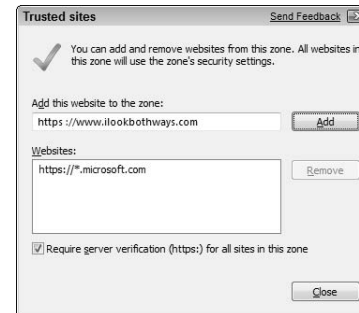 Trusted sites
Send Feedback
You can add and remove websites from this zone. All websites in
this zone will use the zone's security settings.
Add this website to the zone:
https ://www.ilookbothways.com
Add
Websites:
https://*.microsoft.com
Remove
Require server verification (https:) for all sites in this zone
Close